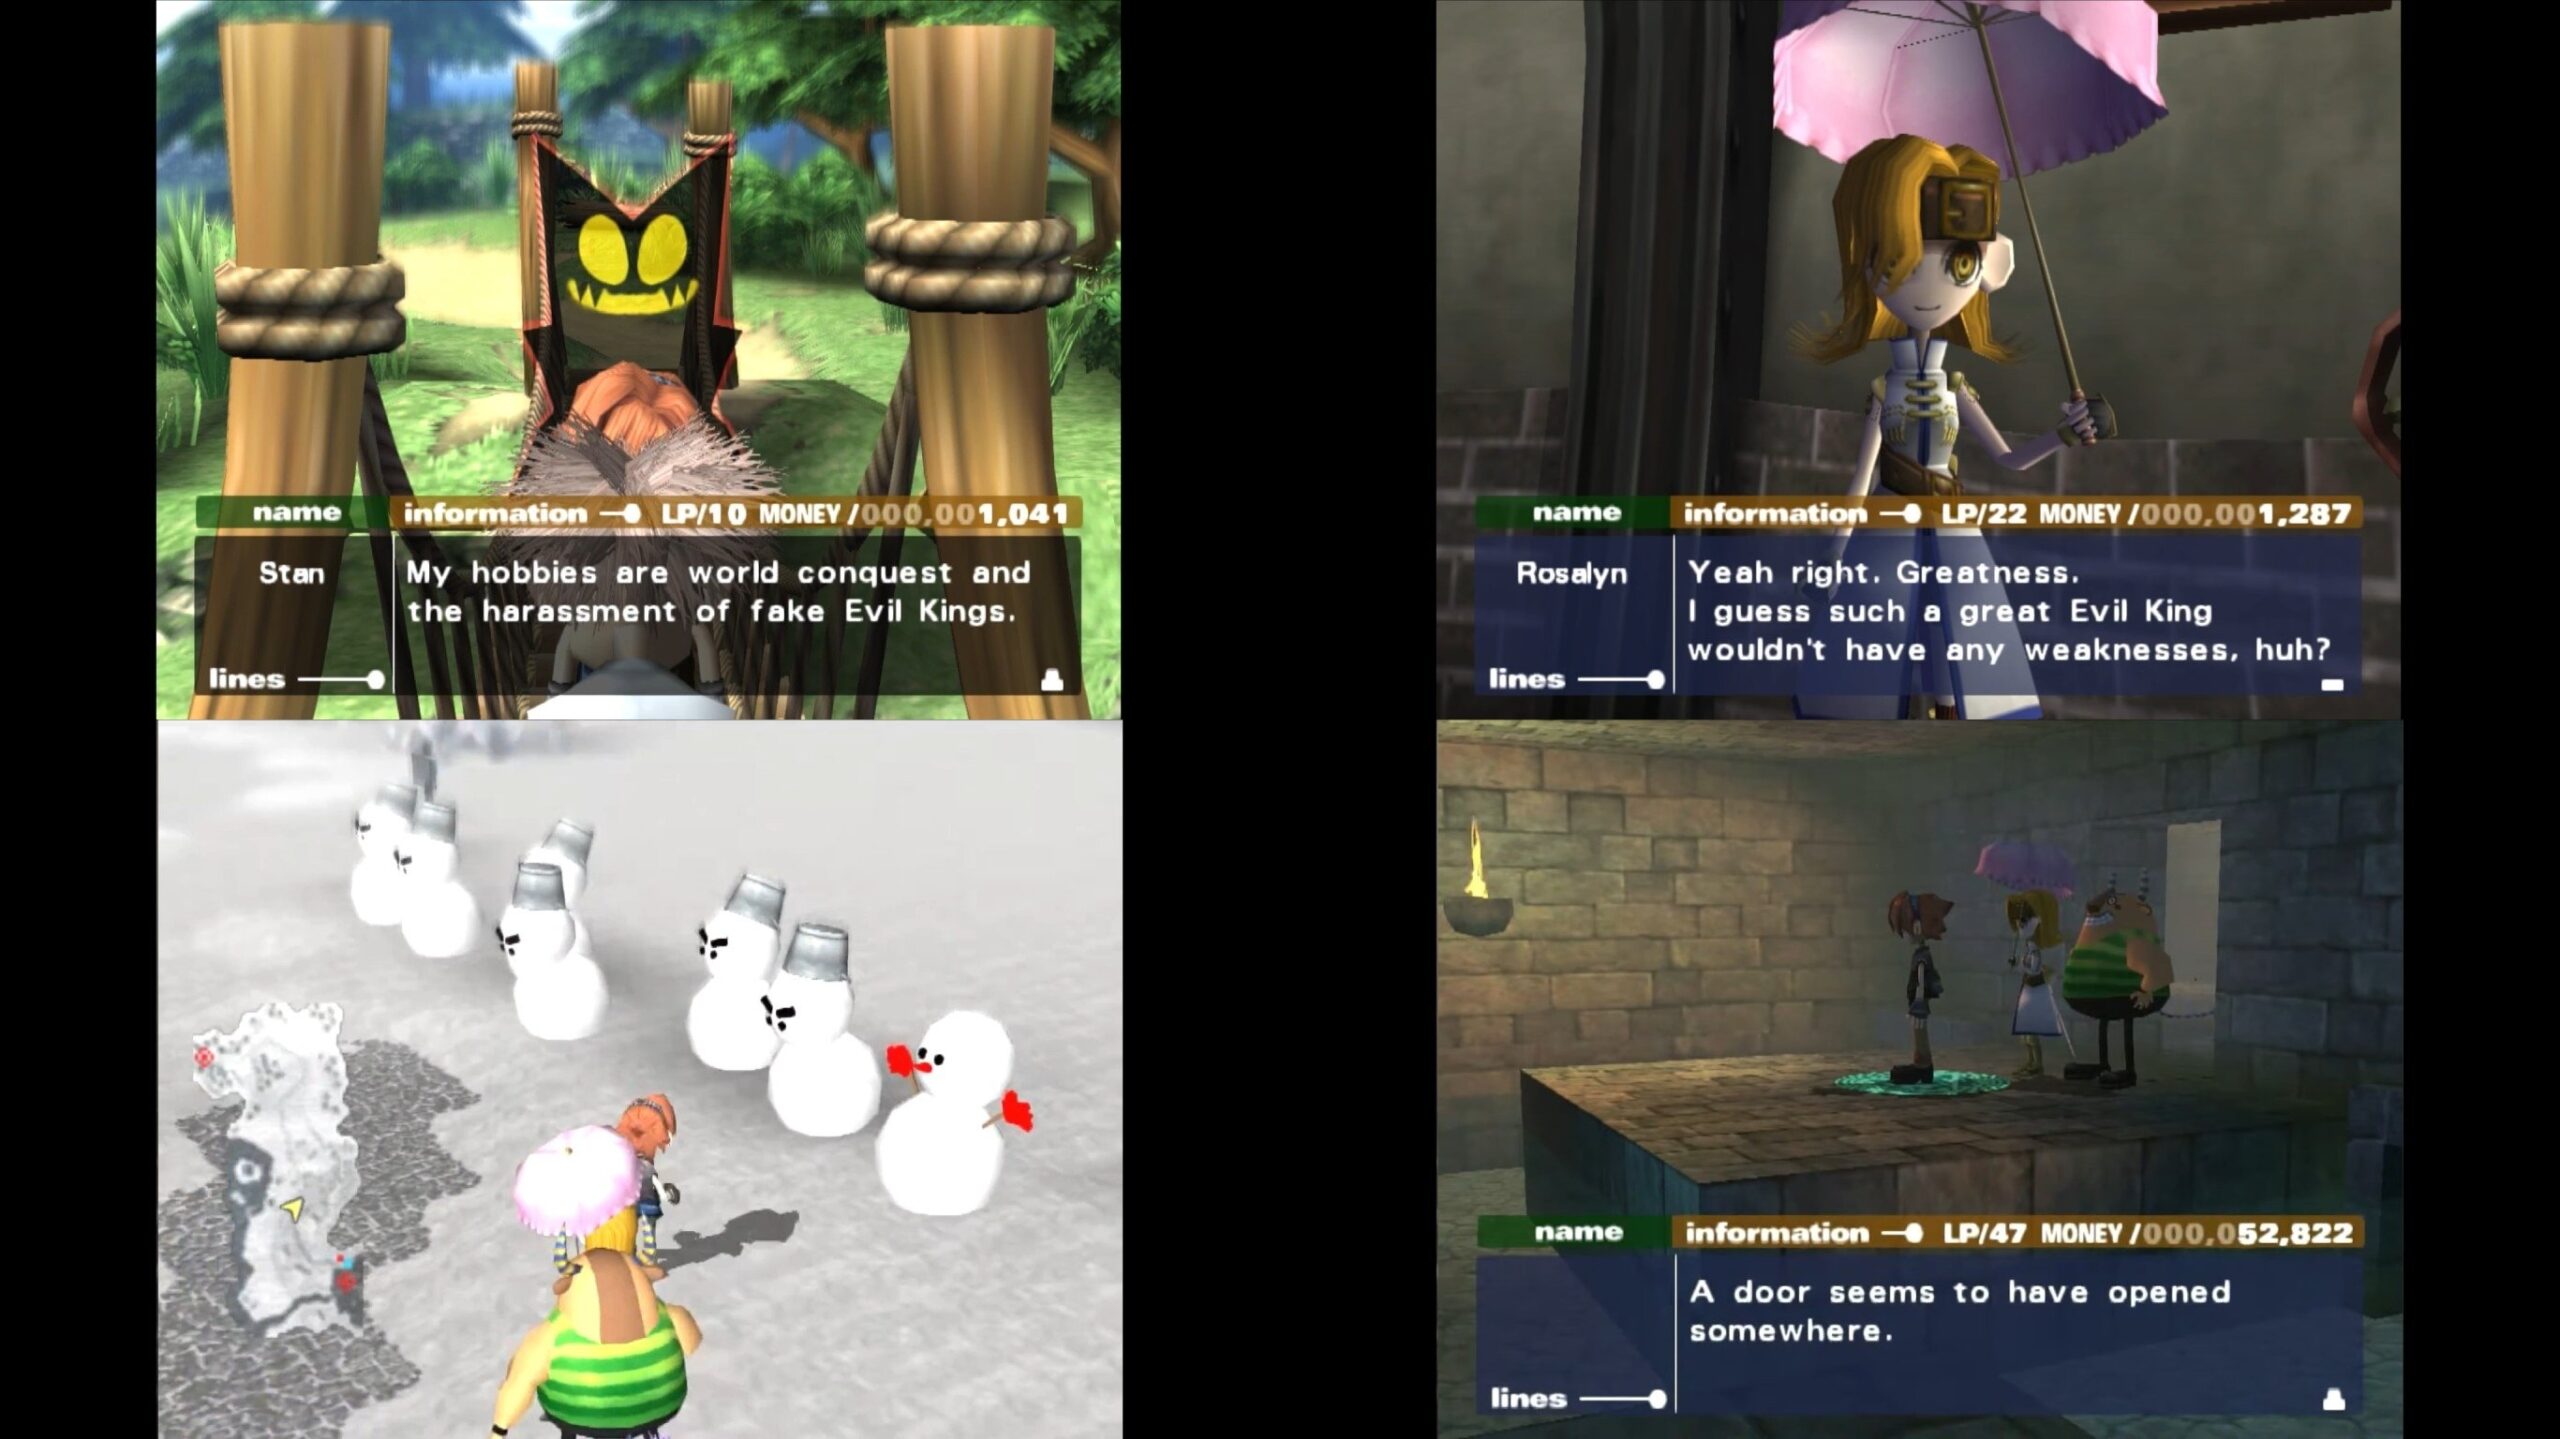 name information LP/10 MONEY /000,001,041
Stan
My hobbies are world conquest and
the harassment of fake Evil Kings.
lines
name information LP/22 MONEY /000,001,287
Rosalyn
Yeah right. Greatness.
I guess such a great Evil King
wouldn't have any weaknesses, huh?
lines
name information LP/47 MONEY /000,052,822
A door seems to have opened
somewhere.
lines